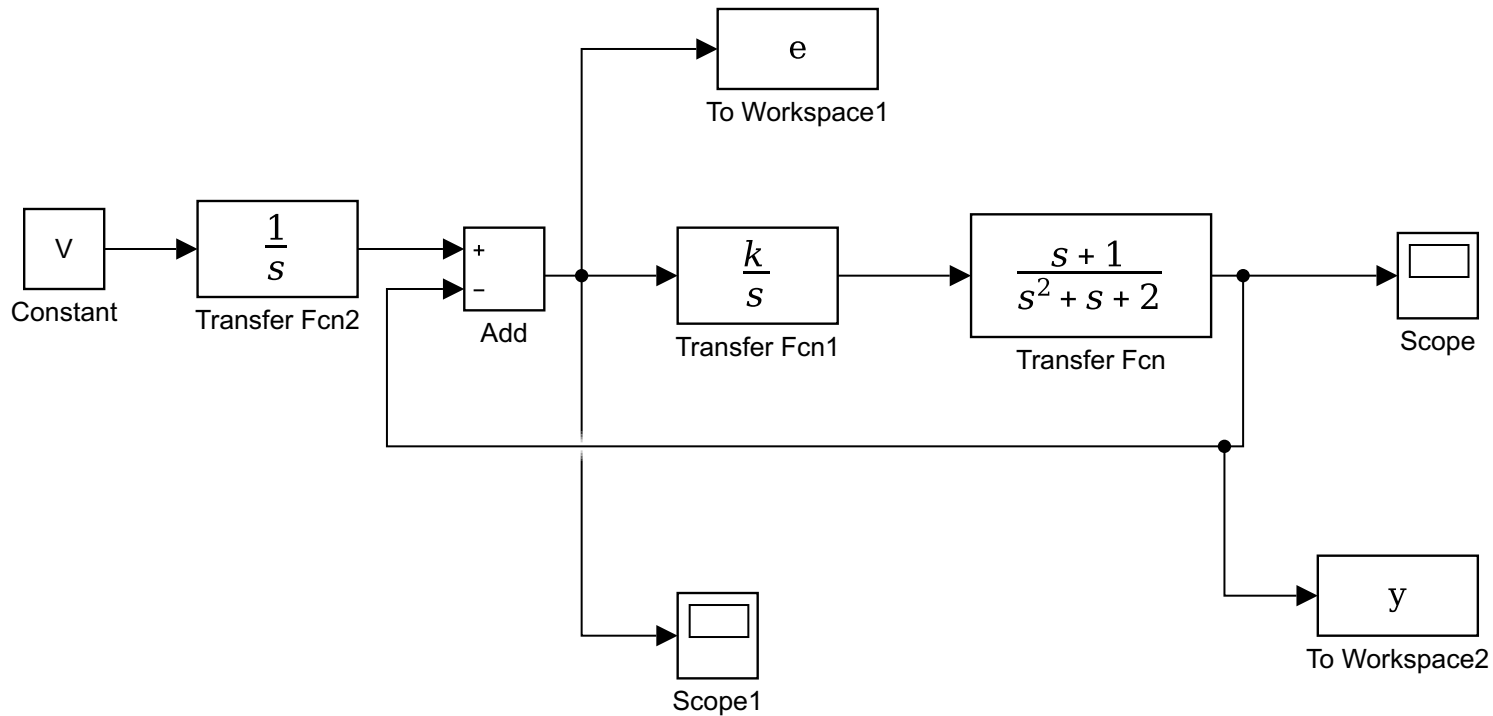 e
To Workspace1
V
Constant
1
s
Transfer Fcn2
+
−
Add
k
s
Transfer Fcn1
s + 1
s² + s + 2
Transfer Fcn
Scope
y
To Workspace2
Scope1